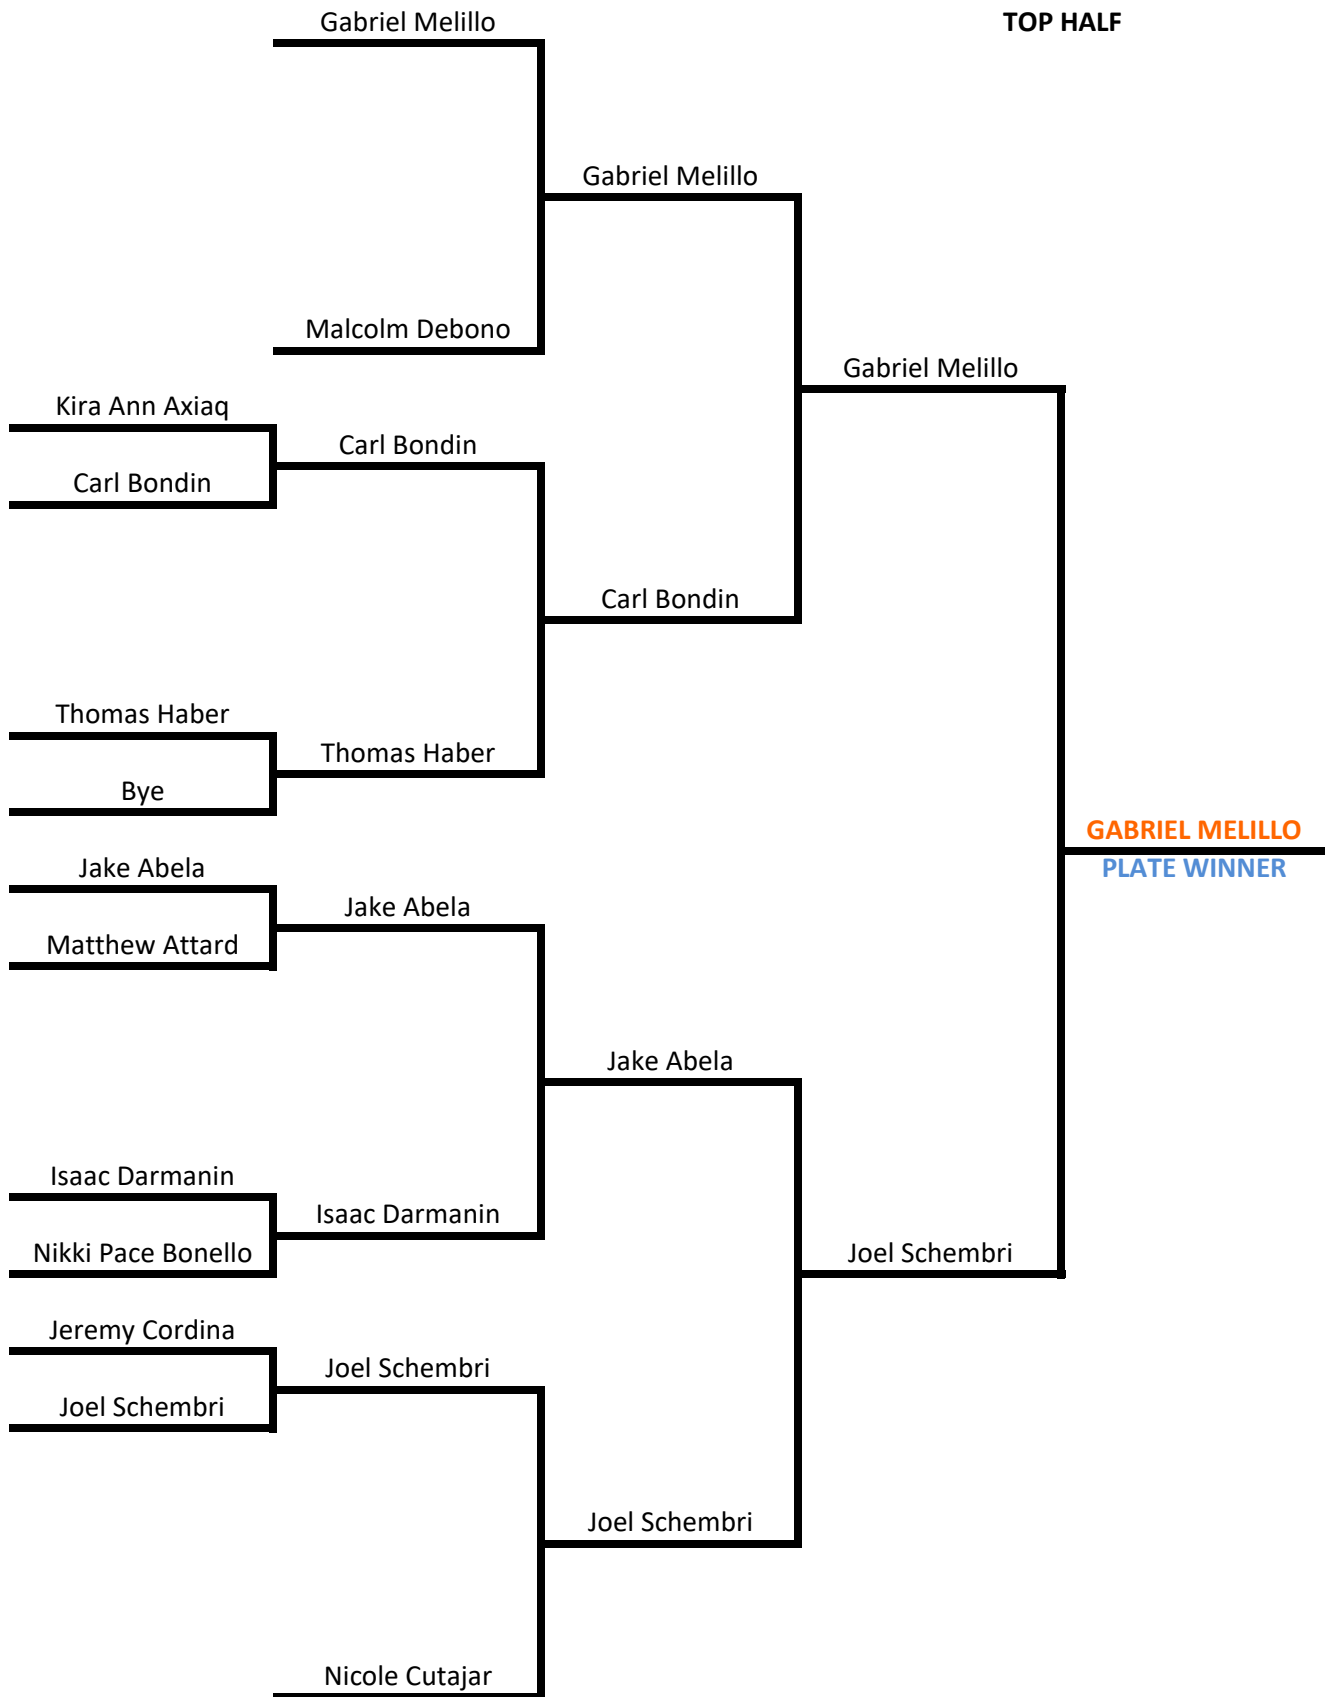 Gabriel Melillo
TOP HALF
Gabriel Melillo
Malcolm Debono
Gabriel Melillo
Kira Ann Axiaq
Carl Bondin
Carl Bondin
Carl Bondin
Thomas Haber
Thomas Haber
Bye
GABRIEL MELILLO
PLATE WINNER
Jake Abela
Jake Abela
Matthew Attard
Jake Abela
Isaac Darmanin
Isaac Darmanin
Nikki Pace Bonello
Joel Schembri
Jeremy Cordina
Joel Schembri
Joel Schembri
Joel Schembri
Nicole Cutajar